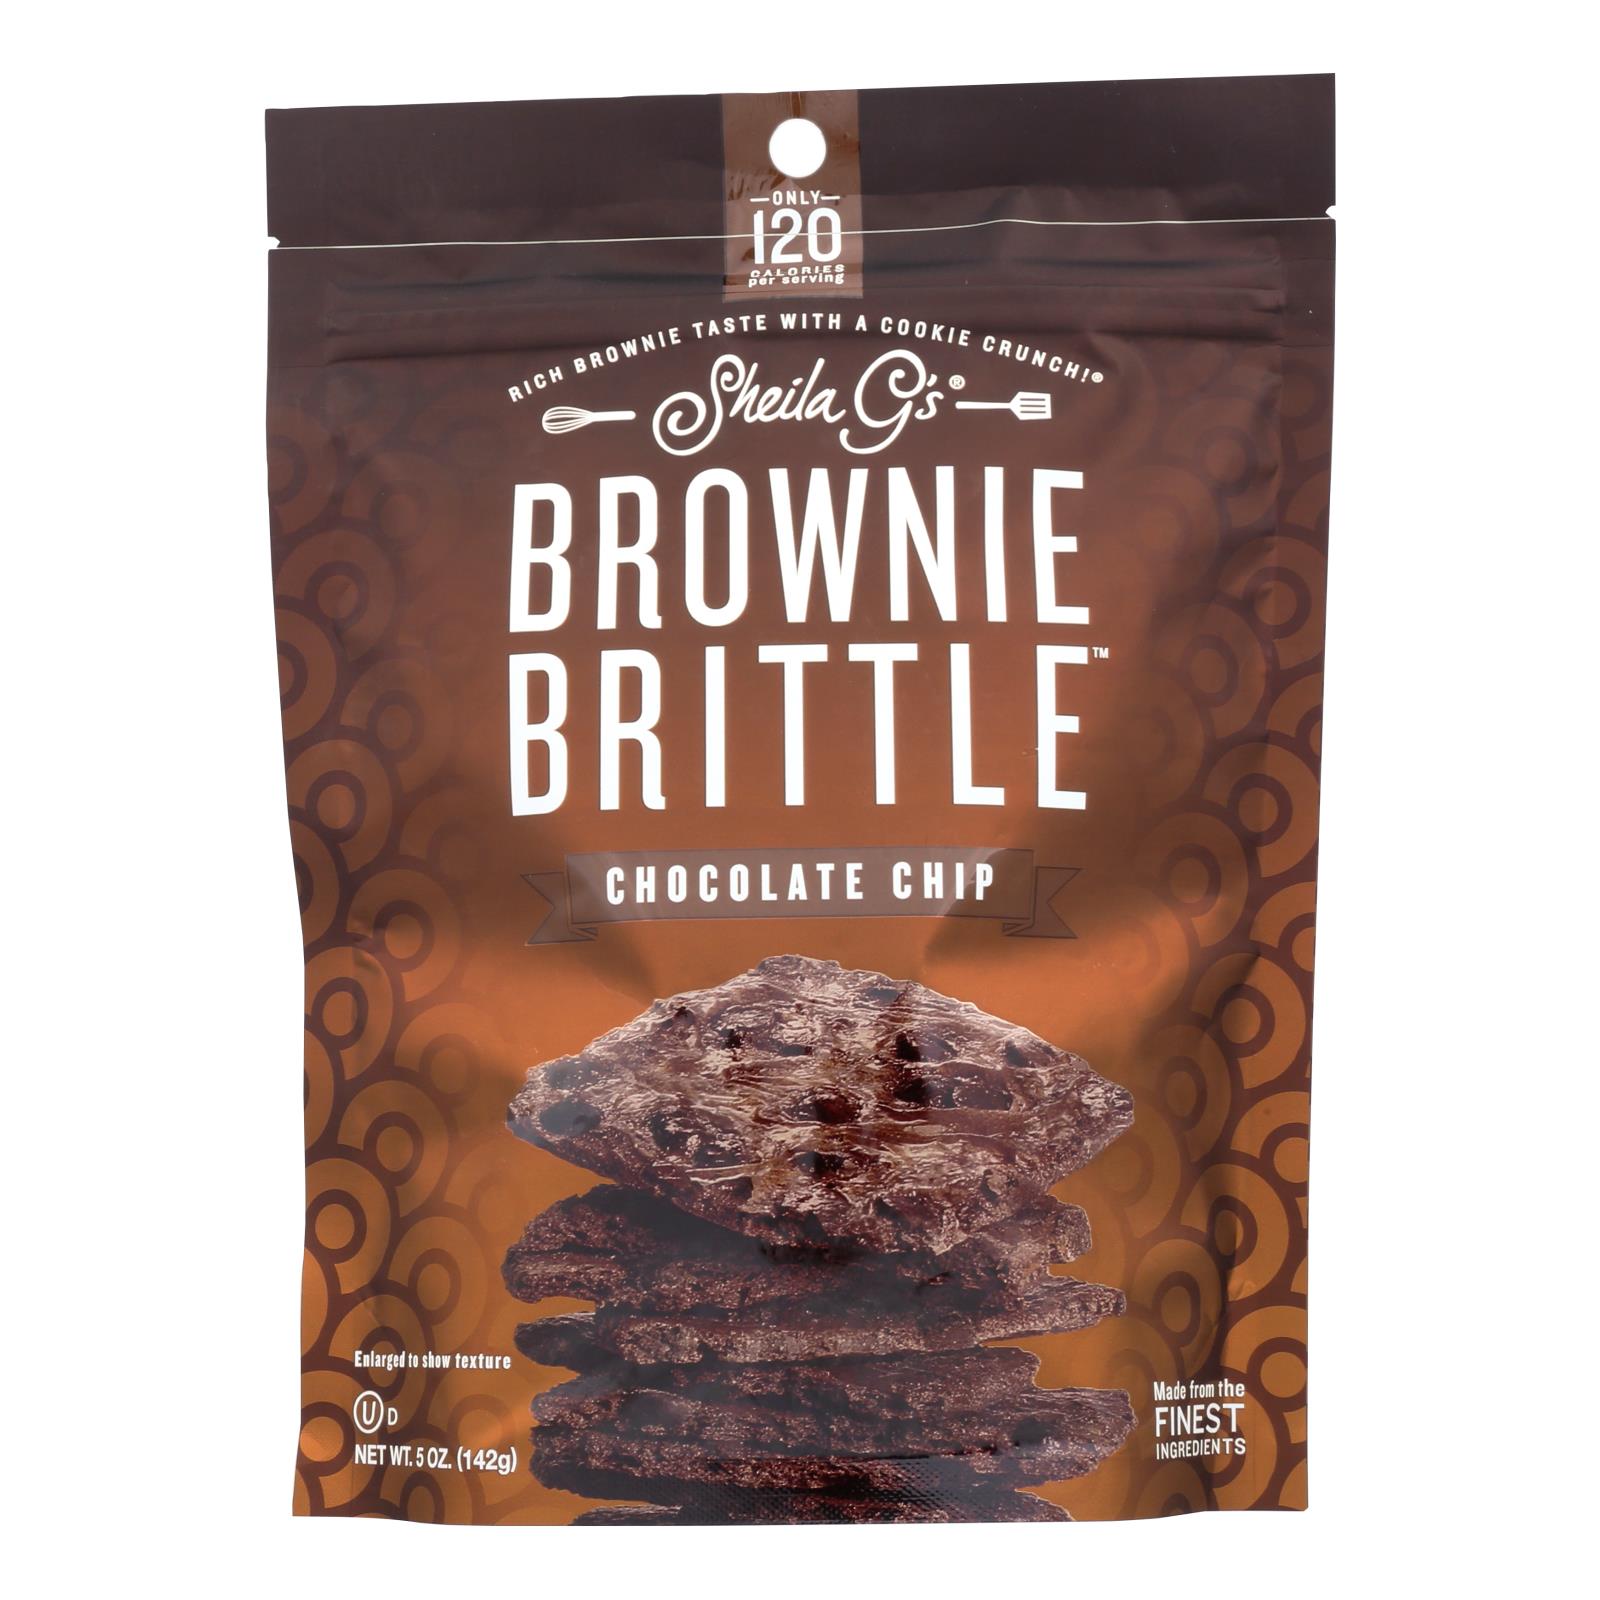 ONLY
120
CALORIES
per serving
RICH BROWNIE TASTE WITH A COOKIE CRUNCH!®
Sheila G's®
BROWNIE
BRITTLE™
CHOCOLATE CHIP
Enlarged to show texture
U D
NET WT. 5 OZ. (142g)
Made from the
FINEST
INGREDIENTS